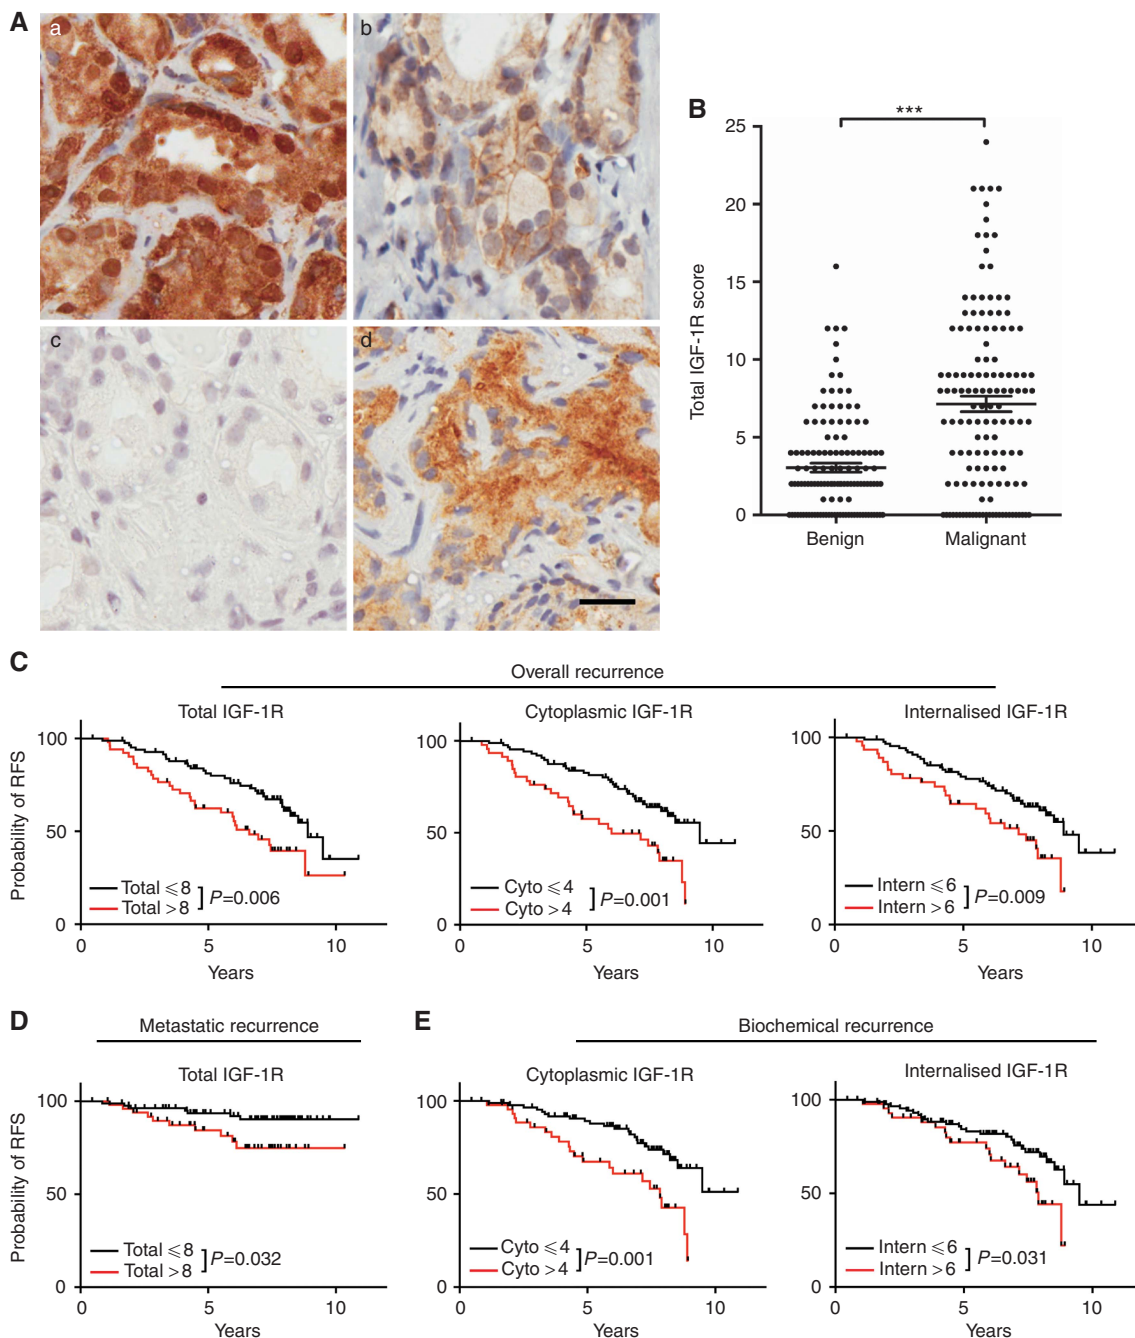 A
a
b
c
d
B
***
Total IGF-1R score
25
20
15
10
5
0
Benign
Malignant
C
Overall recurrence
Total IGF-1R
Cytoplasmic IGF-1R
Internalised IGF-1R
Probability of RFS
100
50
0
Total ⩽8
Total >8
P=0.006
0 5 10
Years
100
50
0
Cyto ⩽4
Cyto >4
P=0.001
0 5 10
Years
100
50
0
Intern ⩽6
Intern >6
P=0.009
0 5 10
Years
D
Metastatic recurrence
Total IGF-1R
Probability of RFS
100
50
0
Total ⩽8
Total >8
P=0.032
0 5 10
Years
E
Biochemical recurrence
Cytoplasmic IGF-1R
Internalised IGF-1R
100
50
0
Cyto ⩽4
Cyto >4
P=0.001
0 5 10
Years
100
50
0
Intern ⩽6
Intern >6
P=0.031
0 5 10
Years